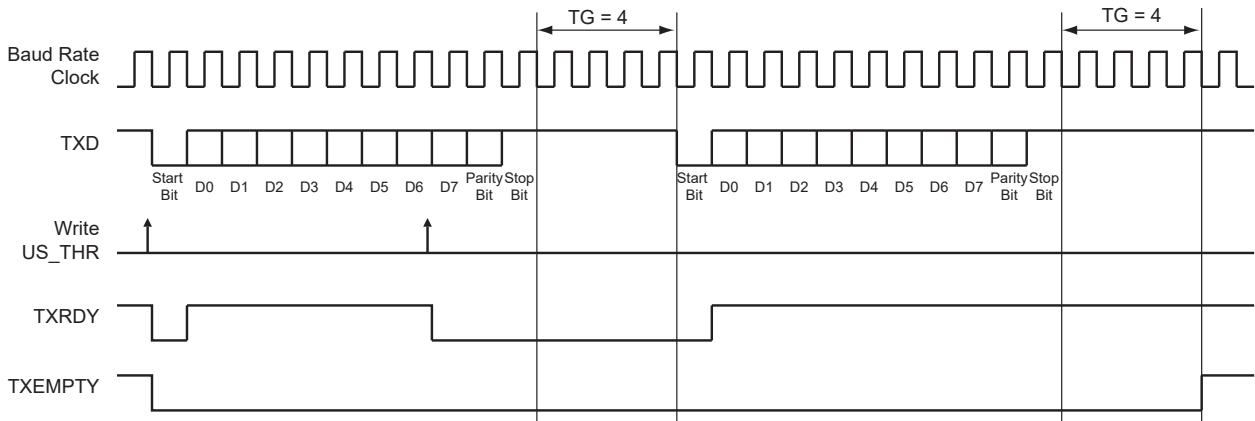 TG = 4
TG = 4
Baud Rate
Clock
TXD
Start
Bit
D0
D1
D2
D3
D4
D5
D6
D7
Parity
Bit
Stop
Bit
Start
Bit
D0
D1
D2
D3
D4
D5
D6
D7
Parity
Bit
Stop
Bit
Write
US_THR
TXRDY
TXEMPTY